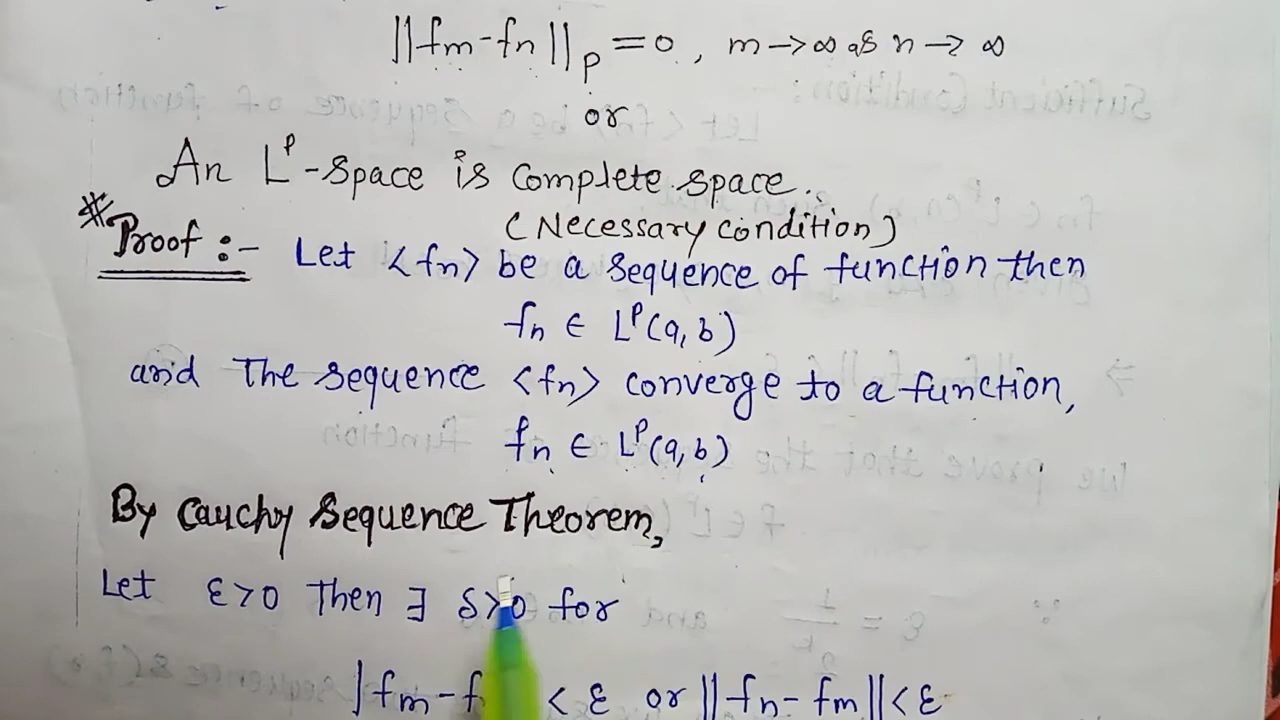 ||fm-fn||p = 0, m → ∞ as n → ∞
or
An L^p-space is complete space.
(Necessary condition)
* Proof :- Let <fn> be a sequence of function then
fn ∈ L^p(a, b)
and The sequence <fn> converge to a function,
fn ∈ L^p(a, b)
By Cauchy Sequence Theorem,
Let ε>0 Then ∃ δ>0 for
|fm-f < ε or ||fn-fm||<ε